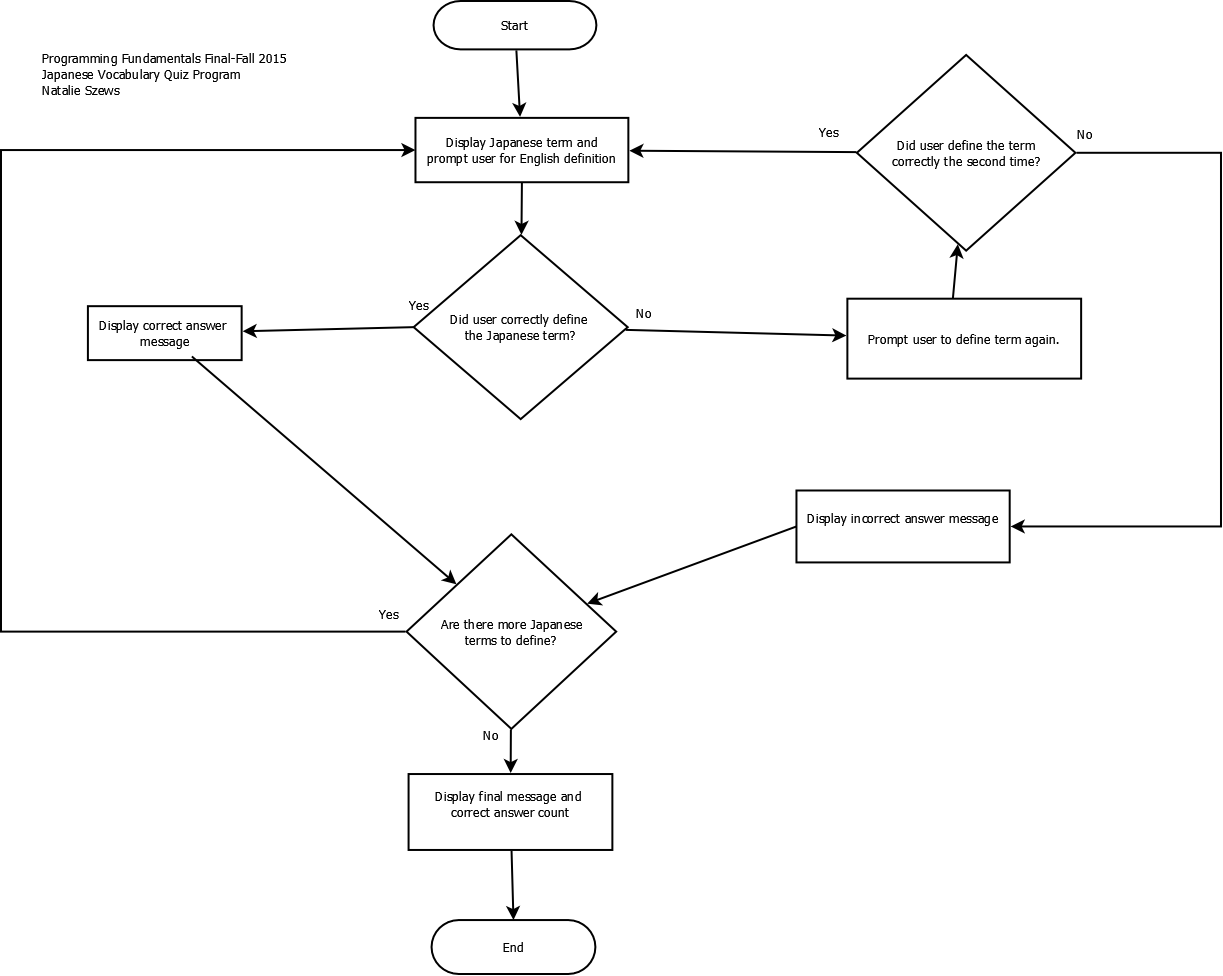 Start
Programming Fundamentals Final-Fall 2015
Japanese Vocabulary Quiz Program
Natalie Szews
Display Japanese term and
prompt user for English definition
Yes
Did user define the term
correctly the second time?
No
Yes
Did user correctly define
the Japanese term?
No
Display correct answer
message
Prompt user to define term again.
Display incorrect answer message
Yes
Are there more Japanese
terms to define?
No
Display final message and
correct answer count
End